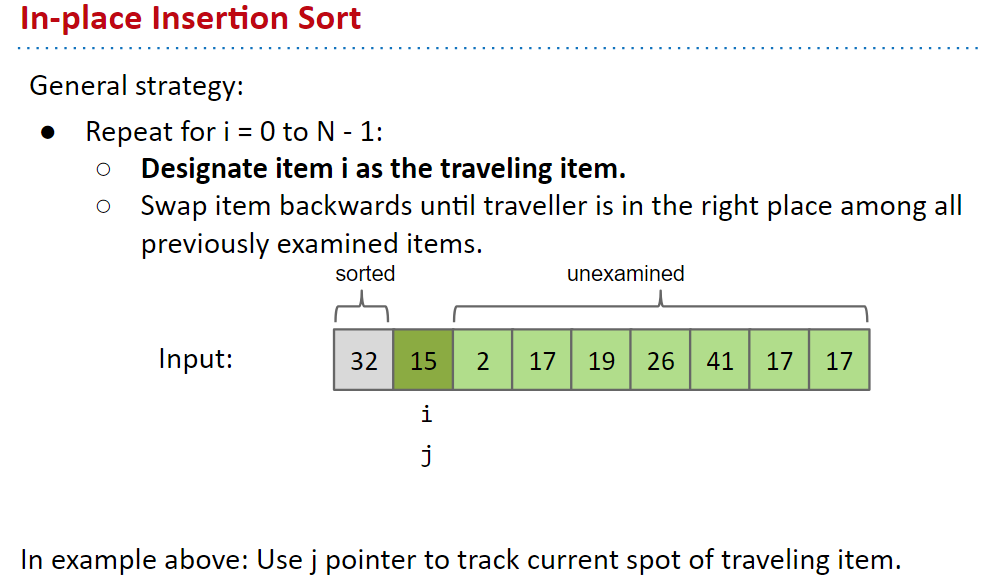 In-place Insertion Sort
General strategy:
● Repeat for i = 0 to N - 1:
○ Designate item i as the traveling item.
○ Swap item backwards until traveller is in the right place among all
previously examined items.
sorted unexamined
Input: 32 15 2 17 19 26 41 17 17
i
j
In example above: Use j pointer to track current spot of traveling item.